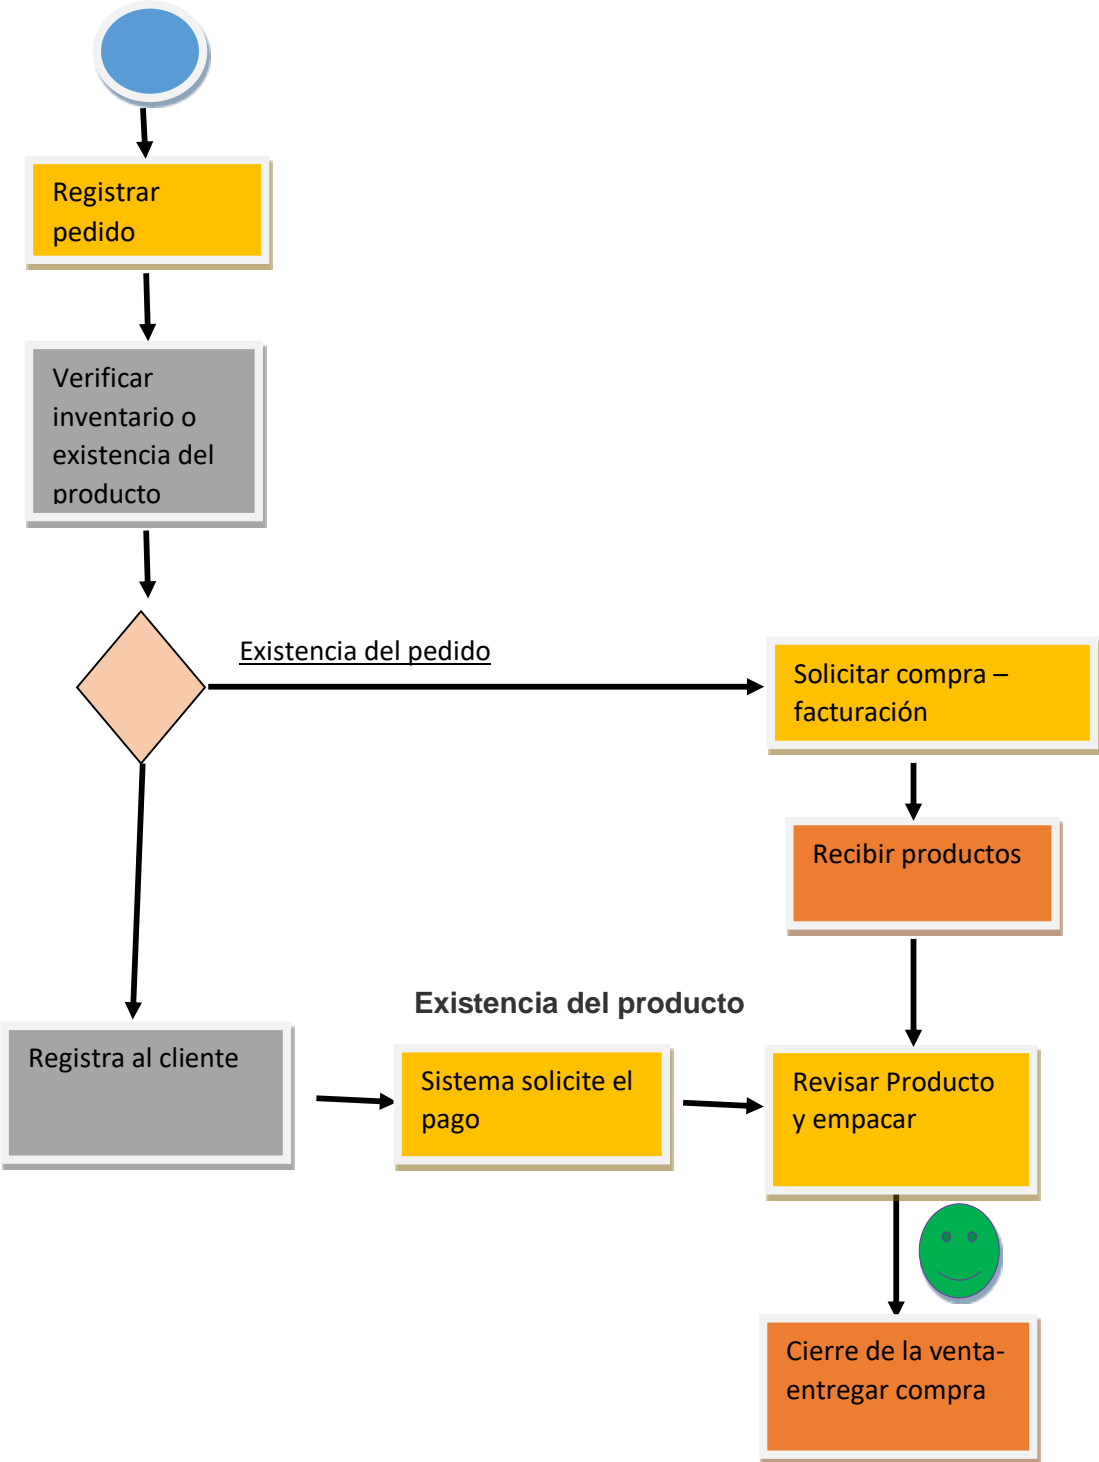 Registrar
pedido
Verificar
inventario o
existencia del
producto
Existencia del pedido
Solicitar compra –
facturación
Recibir productos
Existencia del producto
Registra al cliente
Sistema solicite el
pago
Revisar Producto
y empacar
Cierre de la venta-
entregar compra